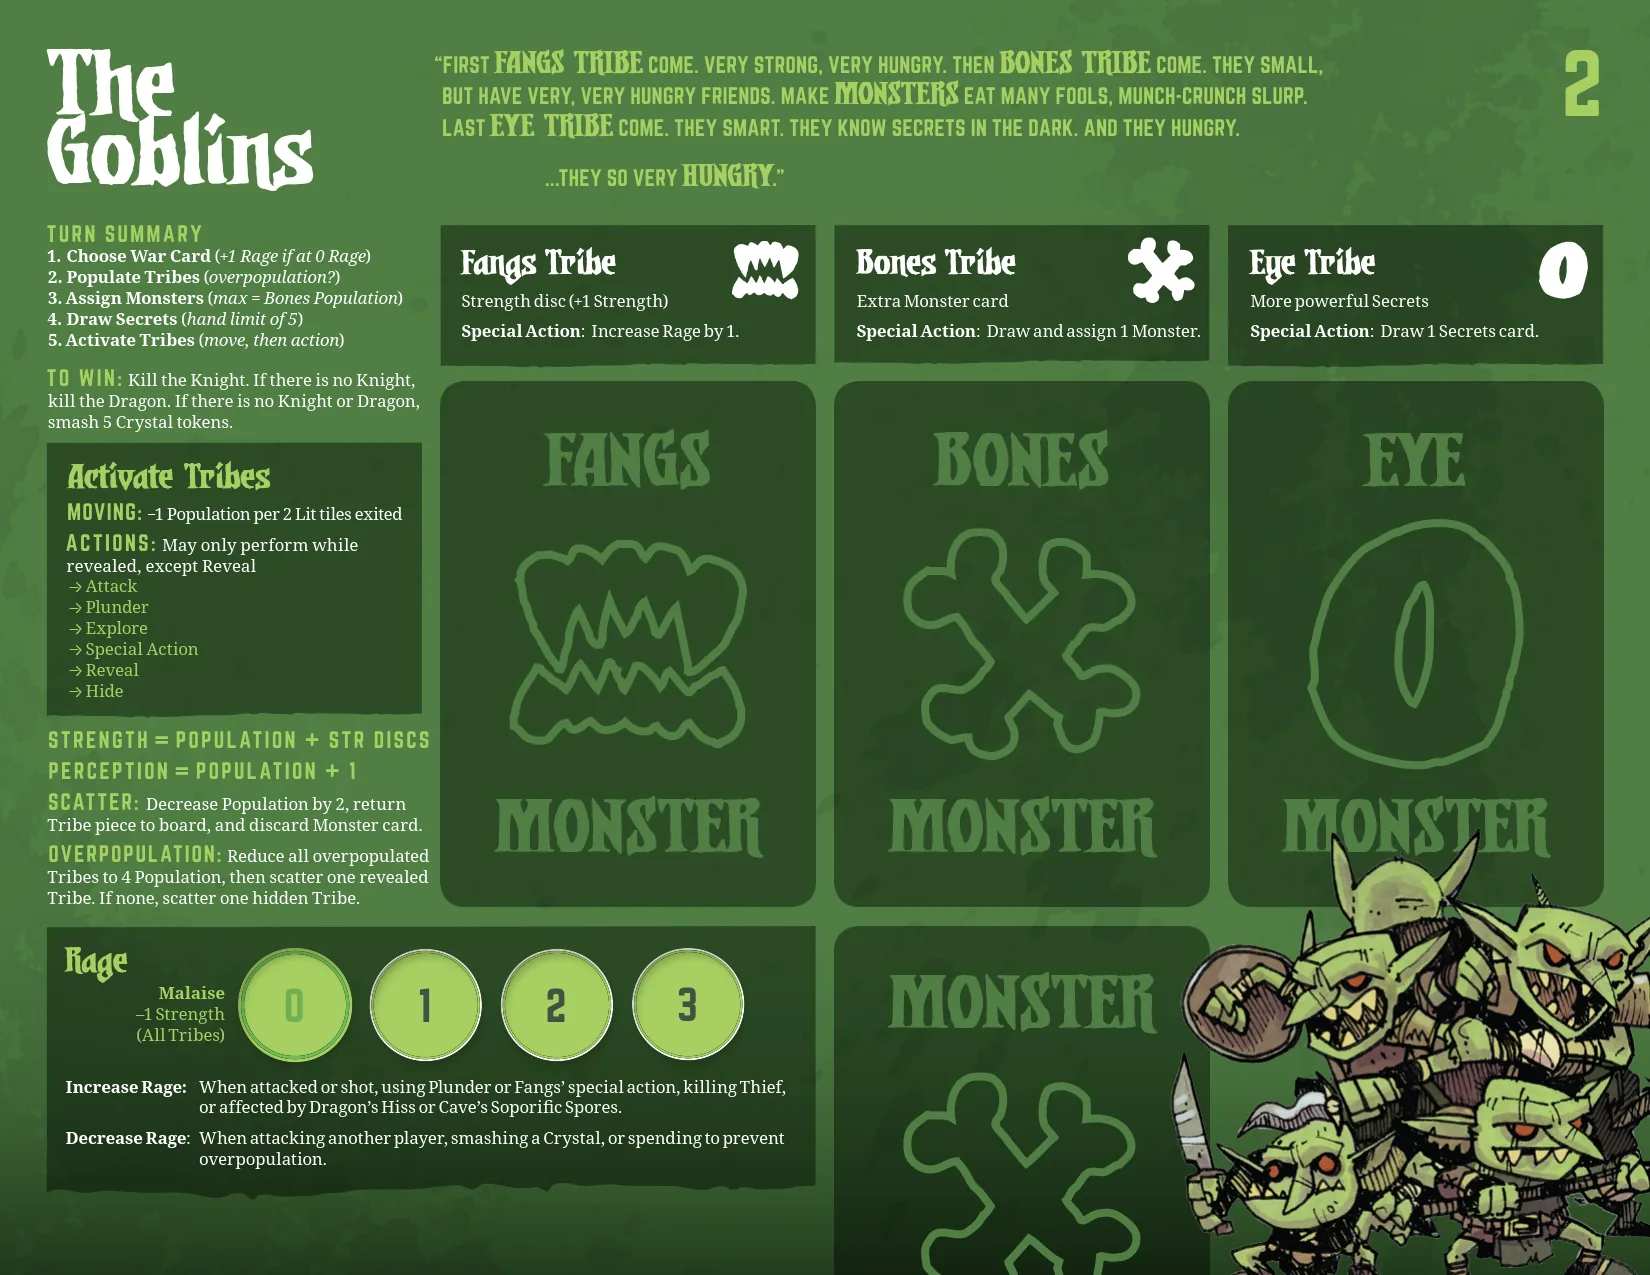 The
Goblins
“FIRST FANGS TRIBE COME. VERY STRONG, VERY HUNGRY. THEN BONES TRIBE COME. THEY SMALL,
BUT HAVE VERY, VERY HUNGRY FRIENDS. MAKE MONSTERS EAT MANY FOOLS, MUNCH-CRUNCH SLURP.
LAST EYE TRIBE COME. THEY SMART. THEY KNOW SECRETS IN THE DARK. AND THEY HUNGRY.
...THEY SO VERY HUNGRY.”
2
TURN SUMMARY
1. Choose War Card (+1 Rage if at 0 Rage)
2. Populate Tribes (overpopulation?)
3. Assign Monsters (max = Bones Population)
4. Draw Secrets (hand limit of 5)
5. Activate Tribes (move, then action)
TO WIN: Kill the Knight. If there is no Knight,
kill the Dragon. If there is no Knight or Dragon,
smash 5 Crystal tokens.
Activate Tribes
MOVING: –1 Population per 2 Lit tiles exited
ACTIONS: May only perform while
revealed, except Reveal
→ Attack
→ Plunder
→ Explore
→ Special Action
→ Reveal
→ Hide
STRENGTH = POPULATION + STR DISCS
PERCEPTION = POPULATION + 1
SCATTER: Decrease Population by 2, return
Tribe piece to board, and discard Monster card.
OVERPOPULATION: Reduce all overpopulated
Tribes to 4 Population, then scatter one revealed
Tribe. If none, scatter one hidden Tribe.
Fangs Tribe
Strength disc (+1 Strength)
Special Action: Increase Rage by 1.
Bones Tribe
Extra Monster card
Special Action: Draw and assign 1 Monster.
Eye Tribe
More powerful Secrets
Special Action: Draw 1 Secrets card.
FANGS
MONSTER
BONES
MONSTER
EYE
MONSTER
Rage
Malaise
–1 Strength
(All Tribes)
0
1
2
3
Increase Rage: When attacked or shot, using Plunder or Fangs’ special action, killing Thief,
or affected by Dragon’s Hiss or Cave’s Soporific Spores.
Decrease Rage: When attacking another player, smashing a Crystal, or spending to prevent
overpopulation.
MONSTER